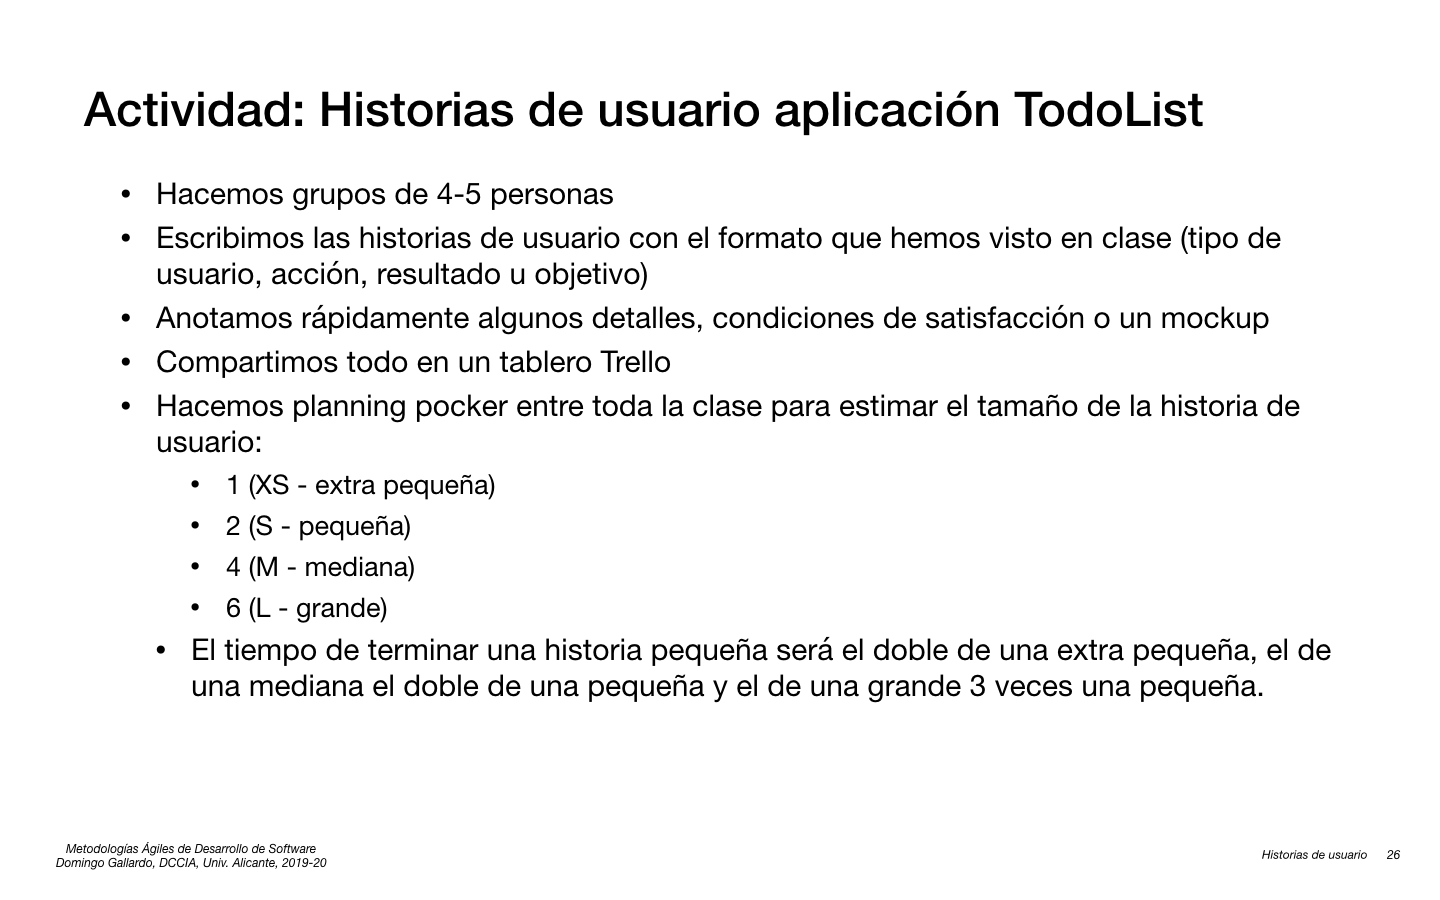 Actividad: Historias de usuario aplicación TodoList
• Hacemos grupos de 4-5 personas
• Escribimos las historias de usuario con el formato que hemos visto en clase (tipo de
usuario, acción, resultado u objetivo)
• Anotamos rápidamente algunos detalles, condiciones de satisfacción o un mockup
• Compartimos todo en un tablero Trello
• Hacemos planning pocker entre toda la clase para estimar el tamaño de la historia de
usuario:
• 1 (XS - extra pequeña)
• 2 (S - pequeña)
• 4 (M - mediana)
• 6 (L - grande)
• El tiempo de terminar una historia pequeña será el doble de una extra pequeña, el de
una mediana el doble de una pequeña y el de una grande 3 veces una pequeña.
Metodologías Ágiles de Desarrollo de Software
Domingo Gallardo, DCCIA, Univ. Alicante, 2019-20
Historias de usuario 26